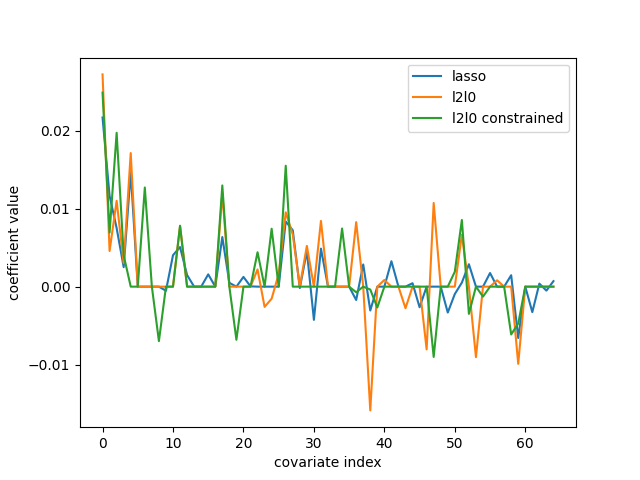 lasso
l2l0
l2l0 constrained
0.02
0.01
0.00
−0.01
coefficient value
0 10 20 30 40 50 60
covariate index